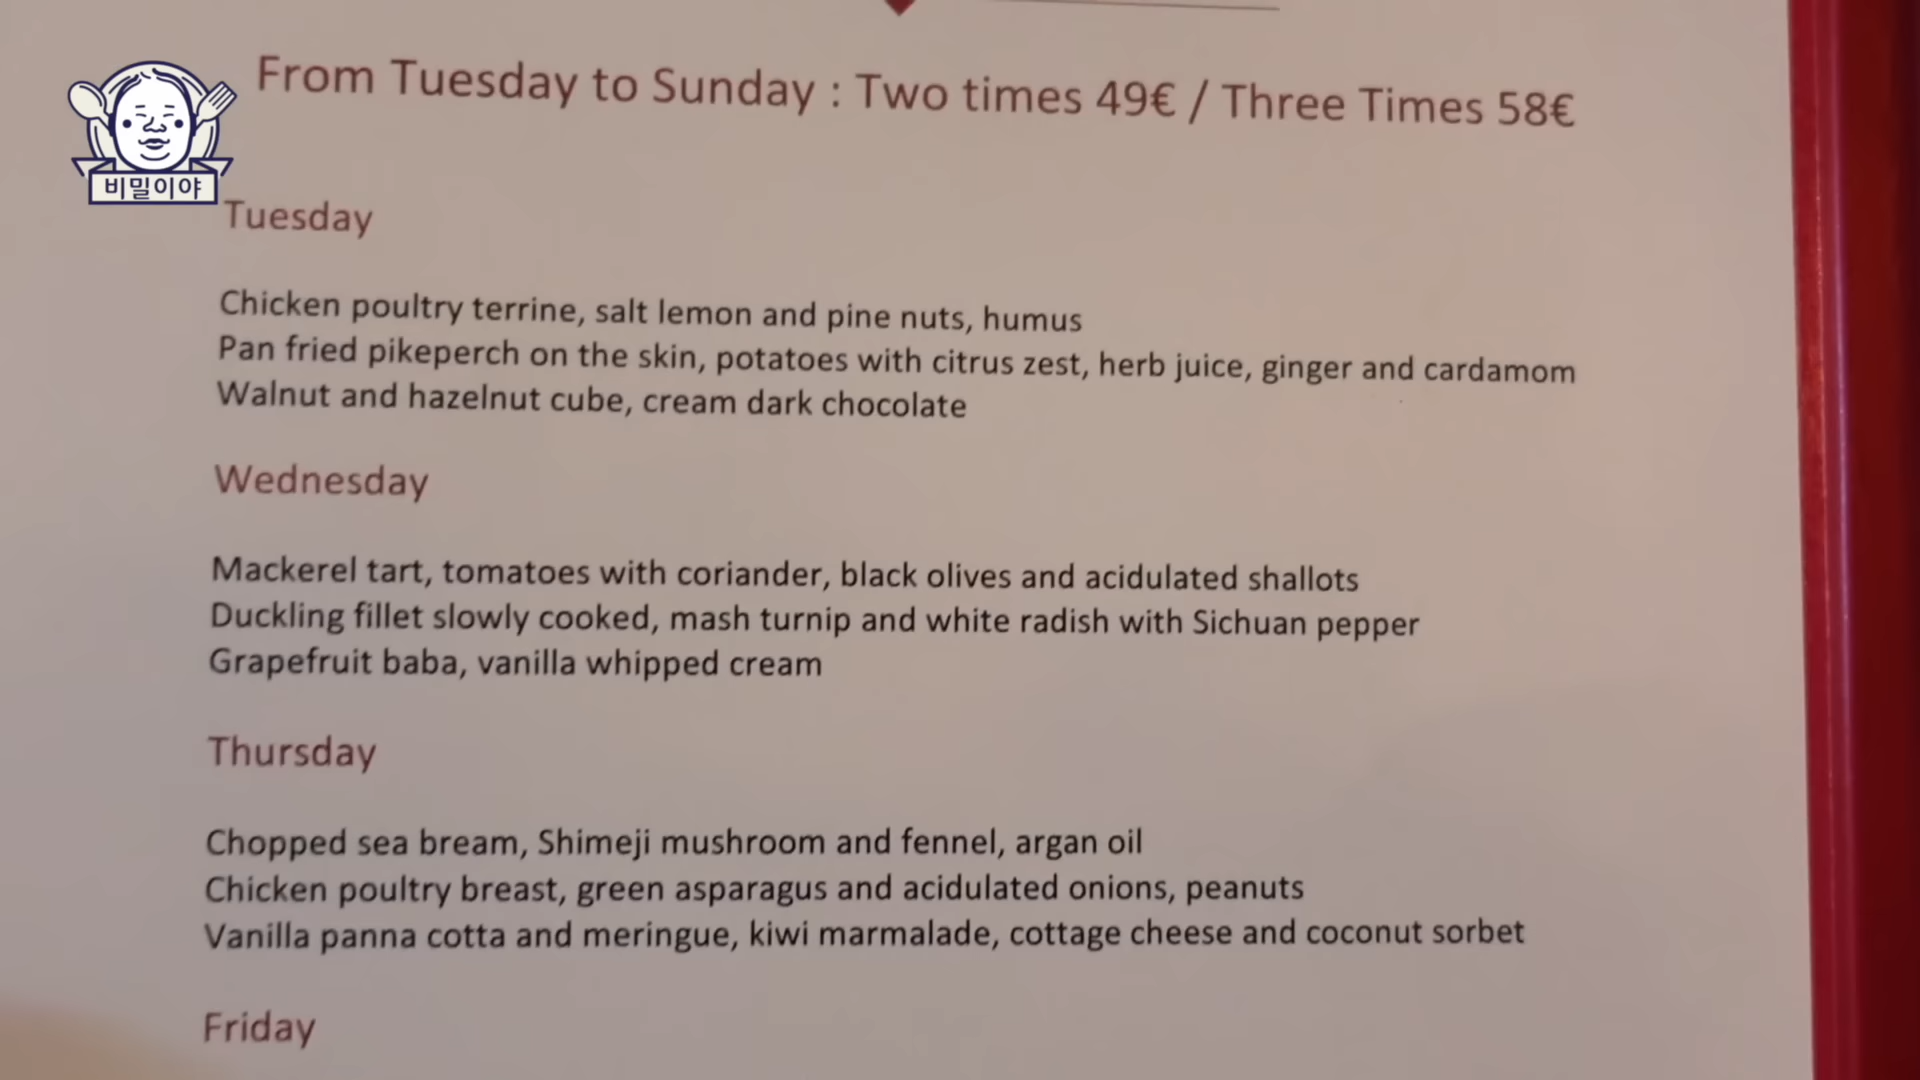 From Tuesday to Sunday : Two times 49€ / Three Times 58€
비밀이야
Tuesday
Chicken poultry terrine, salt lemon and pine nuts, humus
Pan fried pikeperch on the skin, potatoes with citrus zest, herb juice, ginger and cardamom
Walnut and hazelnut cube, cream dark chocolate
Wednesday
Mackerel tart, tomatoes with coriander, black olives and acidulated shallots
Duckling fillet slowly cooked, mash turnip and white radish with Sichuan pepper
Grapefruit baba, vanilla whipped cream
Thursday
Chopped sea bream, Shimeji mushroom and fennel, argan oil
Chicken poultry breast, green asparagus and acidulated onions, peanuts
Vanilla panna cotta and meringue, kiwi marmalade, cottage cheese and coconut sorbet
Friday